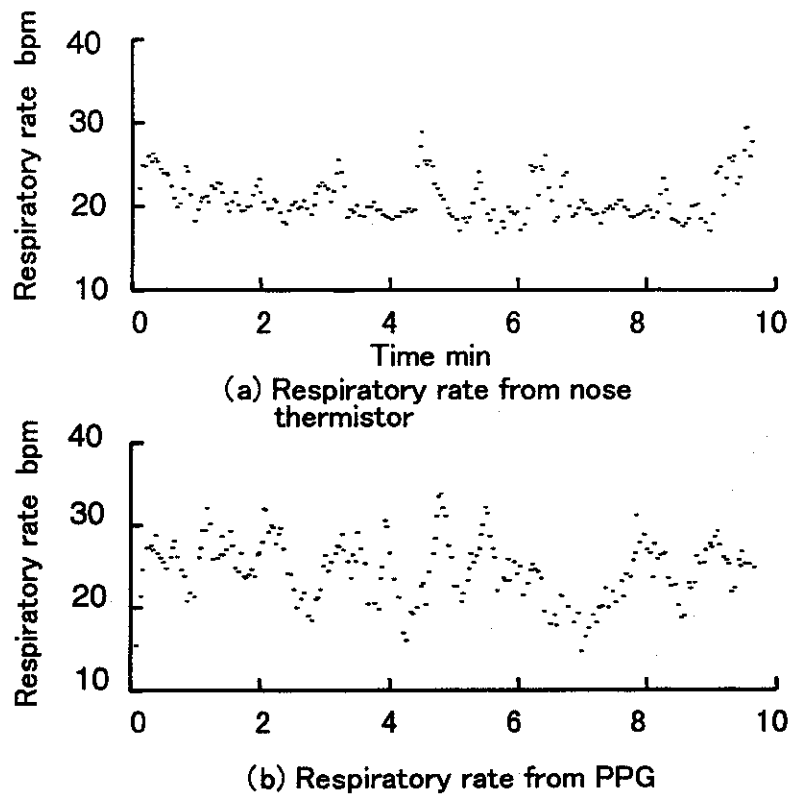 Respiratory rate bpm
40
30
20
10
0 2 4 6 8 10
Time min
(a) Respiratory rate from nose
thermistor
Respiratory rate bpm
40
30
20
10
0 2 4 6 8 10
(b) Respiratory rate from PPG